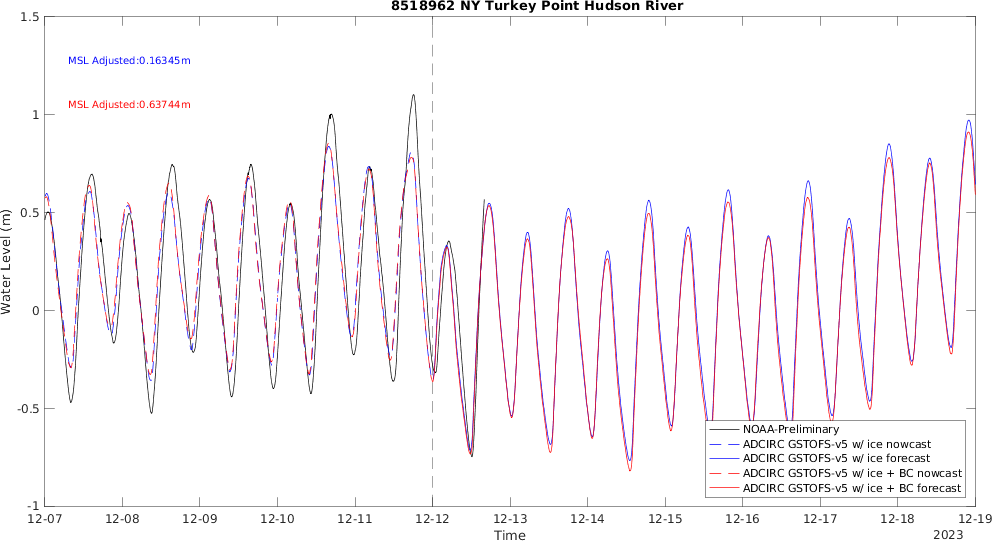 8518962 NY Turkey Point Hudson River
MSL Adjusted:0.16345m
MSL Adjusted:0.63744m
Water Level (m)
1.5
1
0.5
0
-0.5
-1
NOAA-Preliminary
ADCIRC GSTOFS-v5 w/ ice nowcast
ADCIRC GSTOFS-v5 w/ ice forecast
ADCIRC GSTOFS-v5 w/ ice + BC nowcast
ADCIRC GSTOFS-v5 w/ ice + BC forecast
12-07 12-08 12-09 12-10 12-11 12-12 12-13 12-14 12-15 12-16 12-17 12-18 12-19
Time
2023